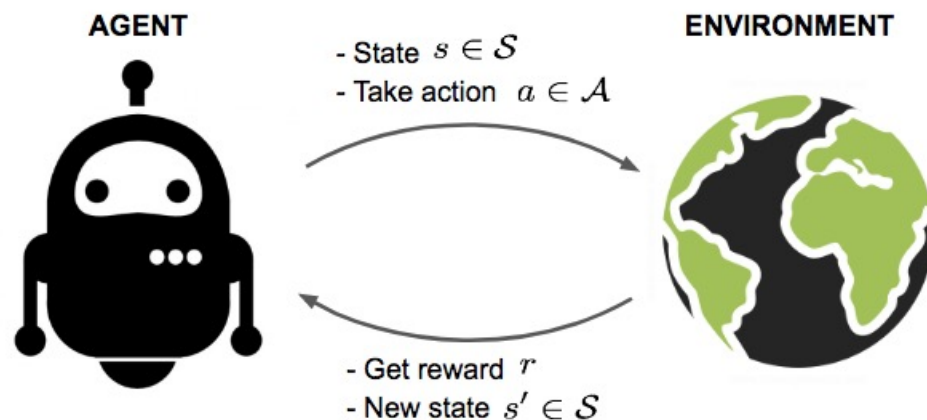 AGENT
ENVIRONMENT
- State s ∈ 𝒮
- Take action a ∈ 𝒜
- Get reward r
- New state s′ ∈ 𝒮